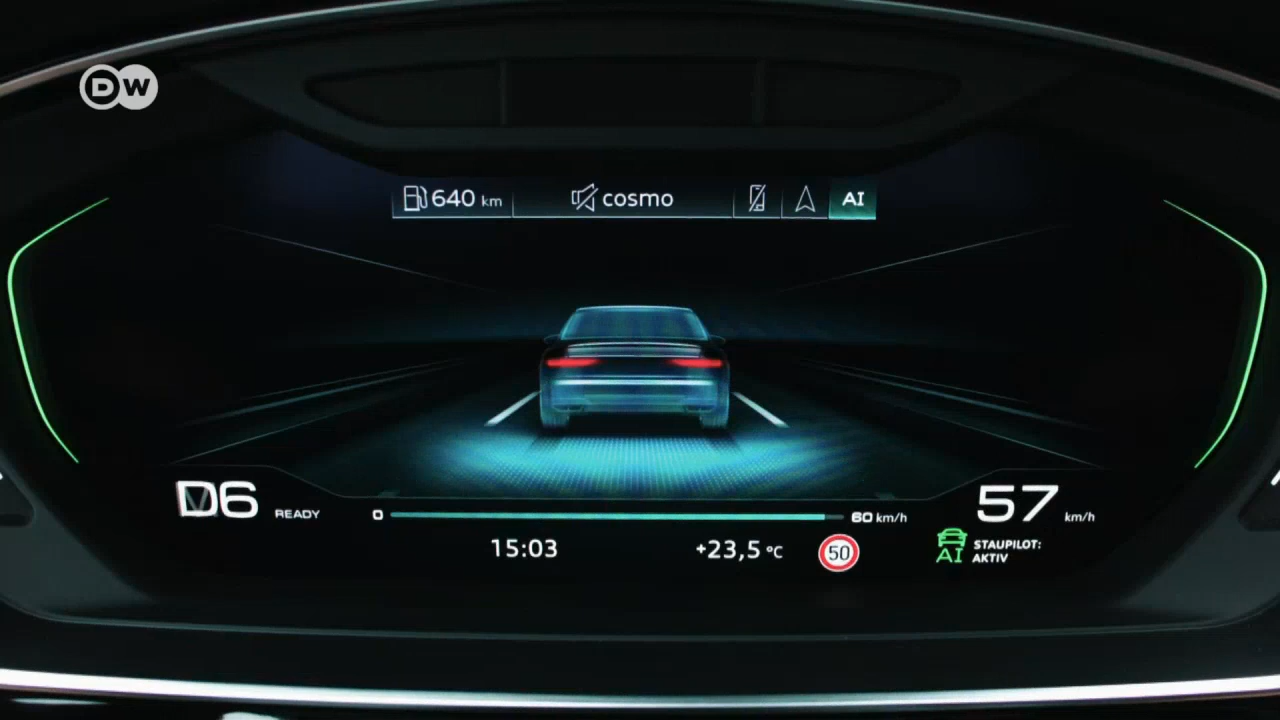 DW
640 km
cosmo
AI
D6 READY
0
60 km/h
57 km/h
15:03
+23,5 °C
50
AI STAUPILOT:
AKTIV